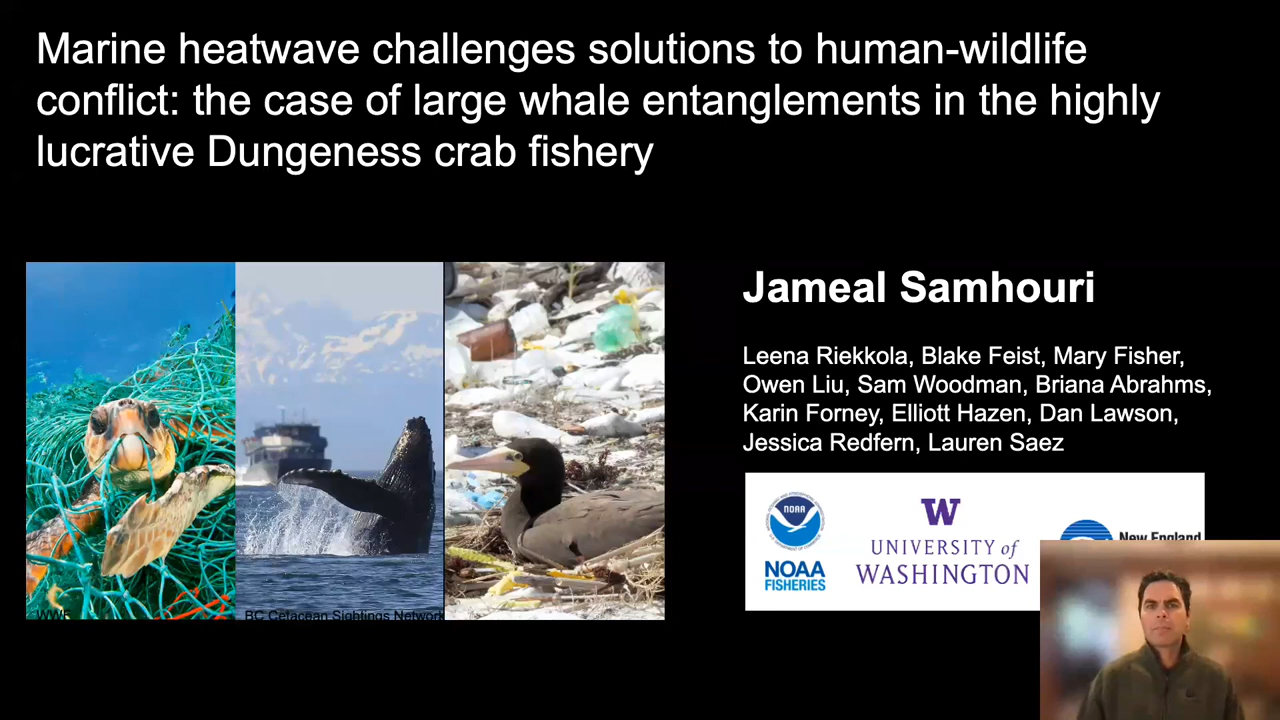 Marine heatwave challenges solutions to human-wildlife
conflict: the case of large whale entanglements in the highly
lucrative Dungeness crab fishery
Jameal Samhouri
Leena Riekkola, Blake Feist, Mary Fisher,
Owen Liu, Sam Woodman, Briana Abrahms,
Karin Forney, Elliott Hazen, Dan Lawson,
Jessica Redfern, Lauren Saez
WWF
BC Cetacean Sightings Network
NOAA
NOAA
FISHERIES
W
UNIVERSITY of
WASHINGTON
New England